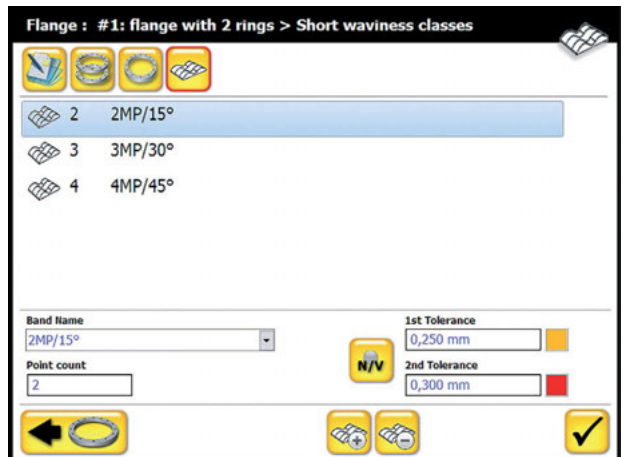 Flange : #1: flange with 2 rings > Short waviness classes
2 2MP/15°
3 3MP/30°
4 4MP/45°
Band Name
2MP/15°
Point count
2
N/V
1st Tolerance
0,250 mm
2nd Tolerance
0,300 mm